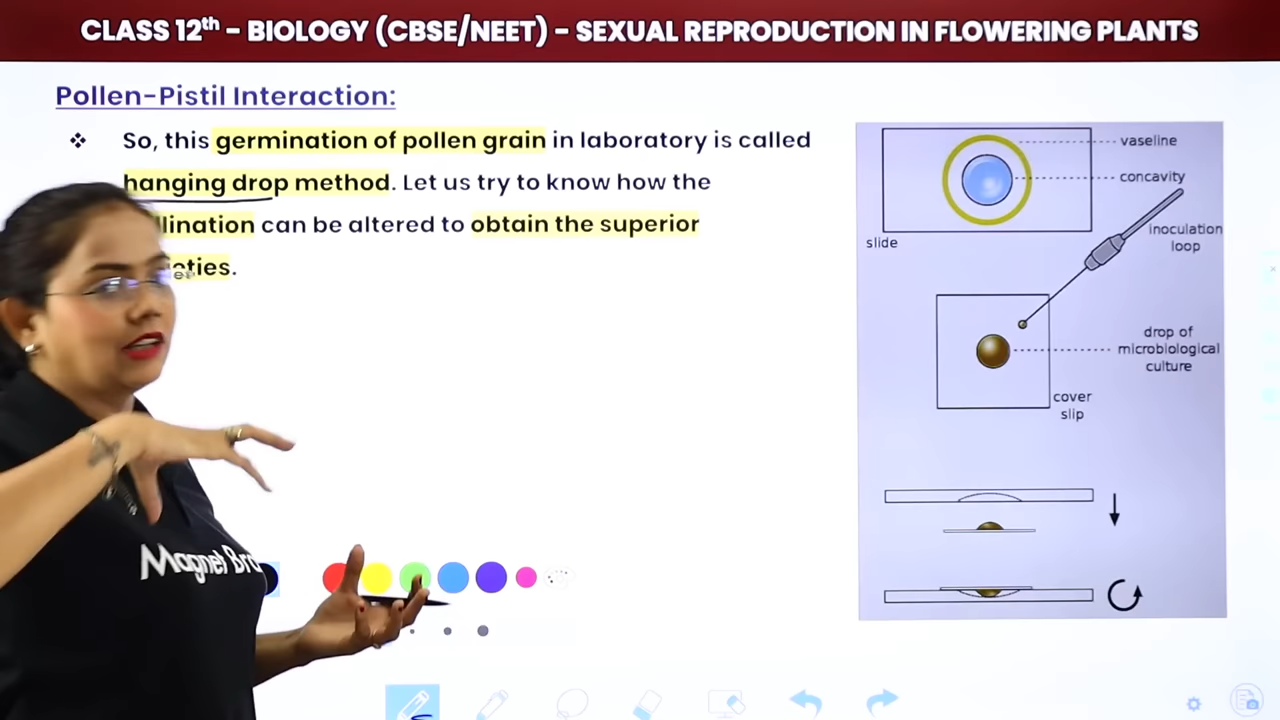 CLASS 12th - BIOLOGY (CBSE/NEET) - SEXUAL REPRODUCTION IN FLOWERING PLANTS
Pollen-Pistil Interaction:
❖ So, this germination of pollen grain in laboratory is called
hanging drop method. Let us try to know how the
can be altered to obtain the superior
vaseline
concavity
slide
inoculation
loop
drop of
microbiological
culture
cover
slip
Magnet